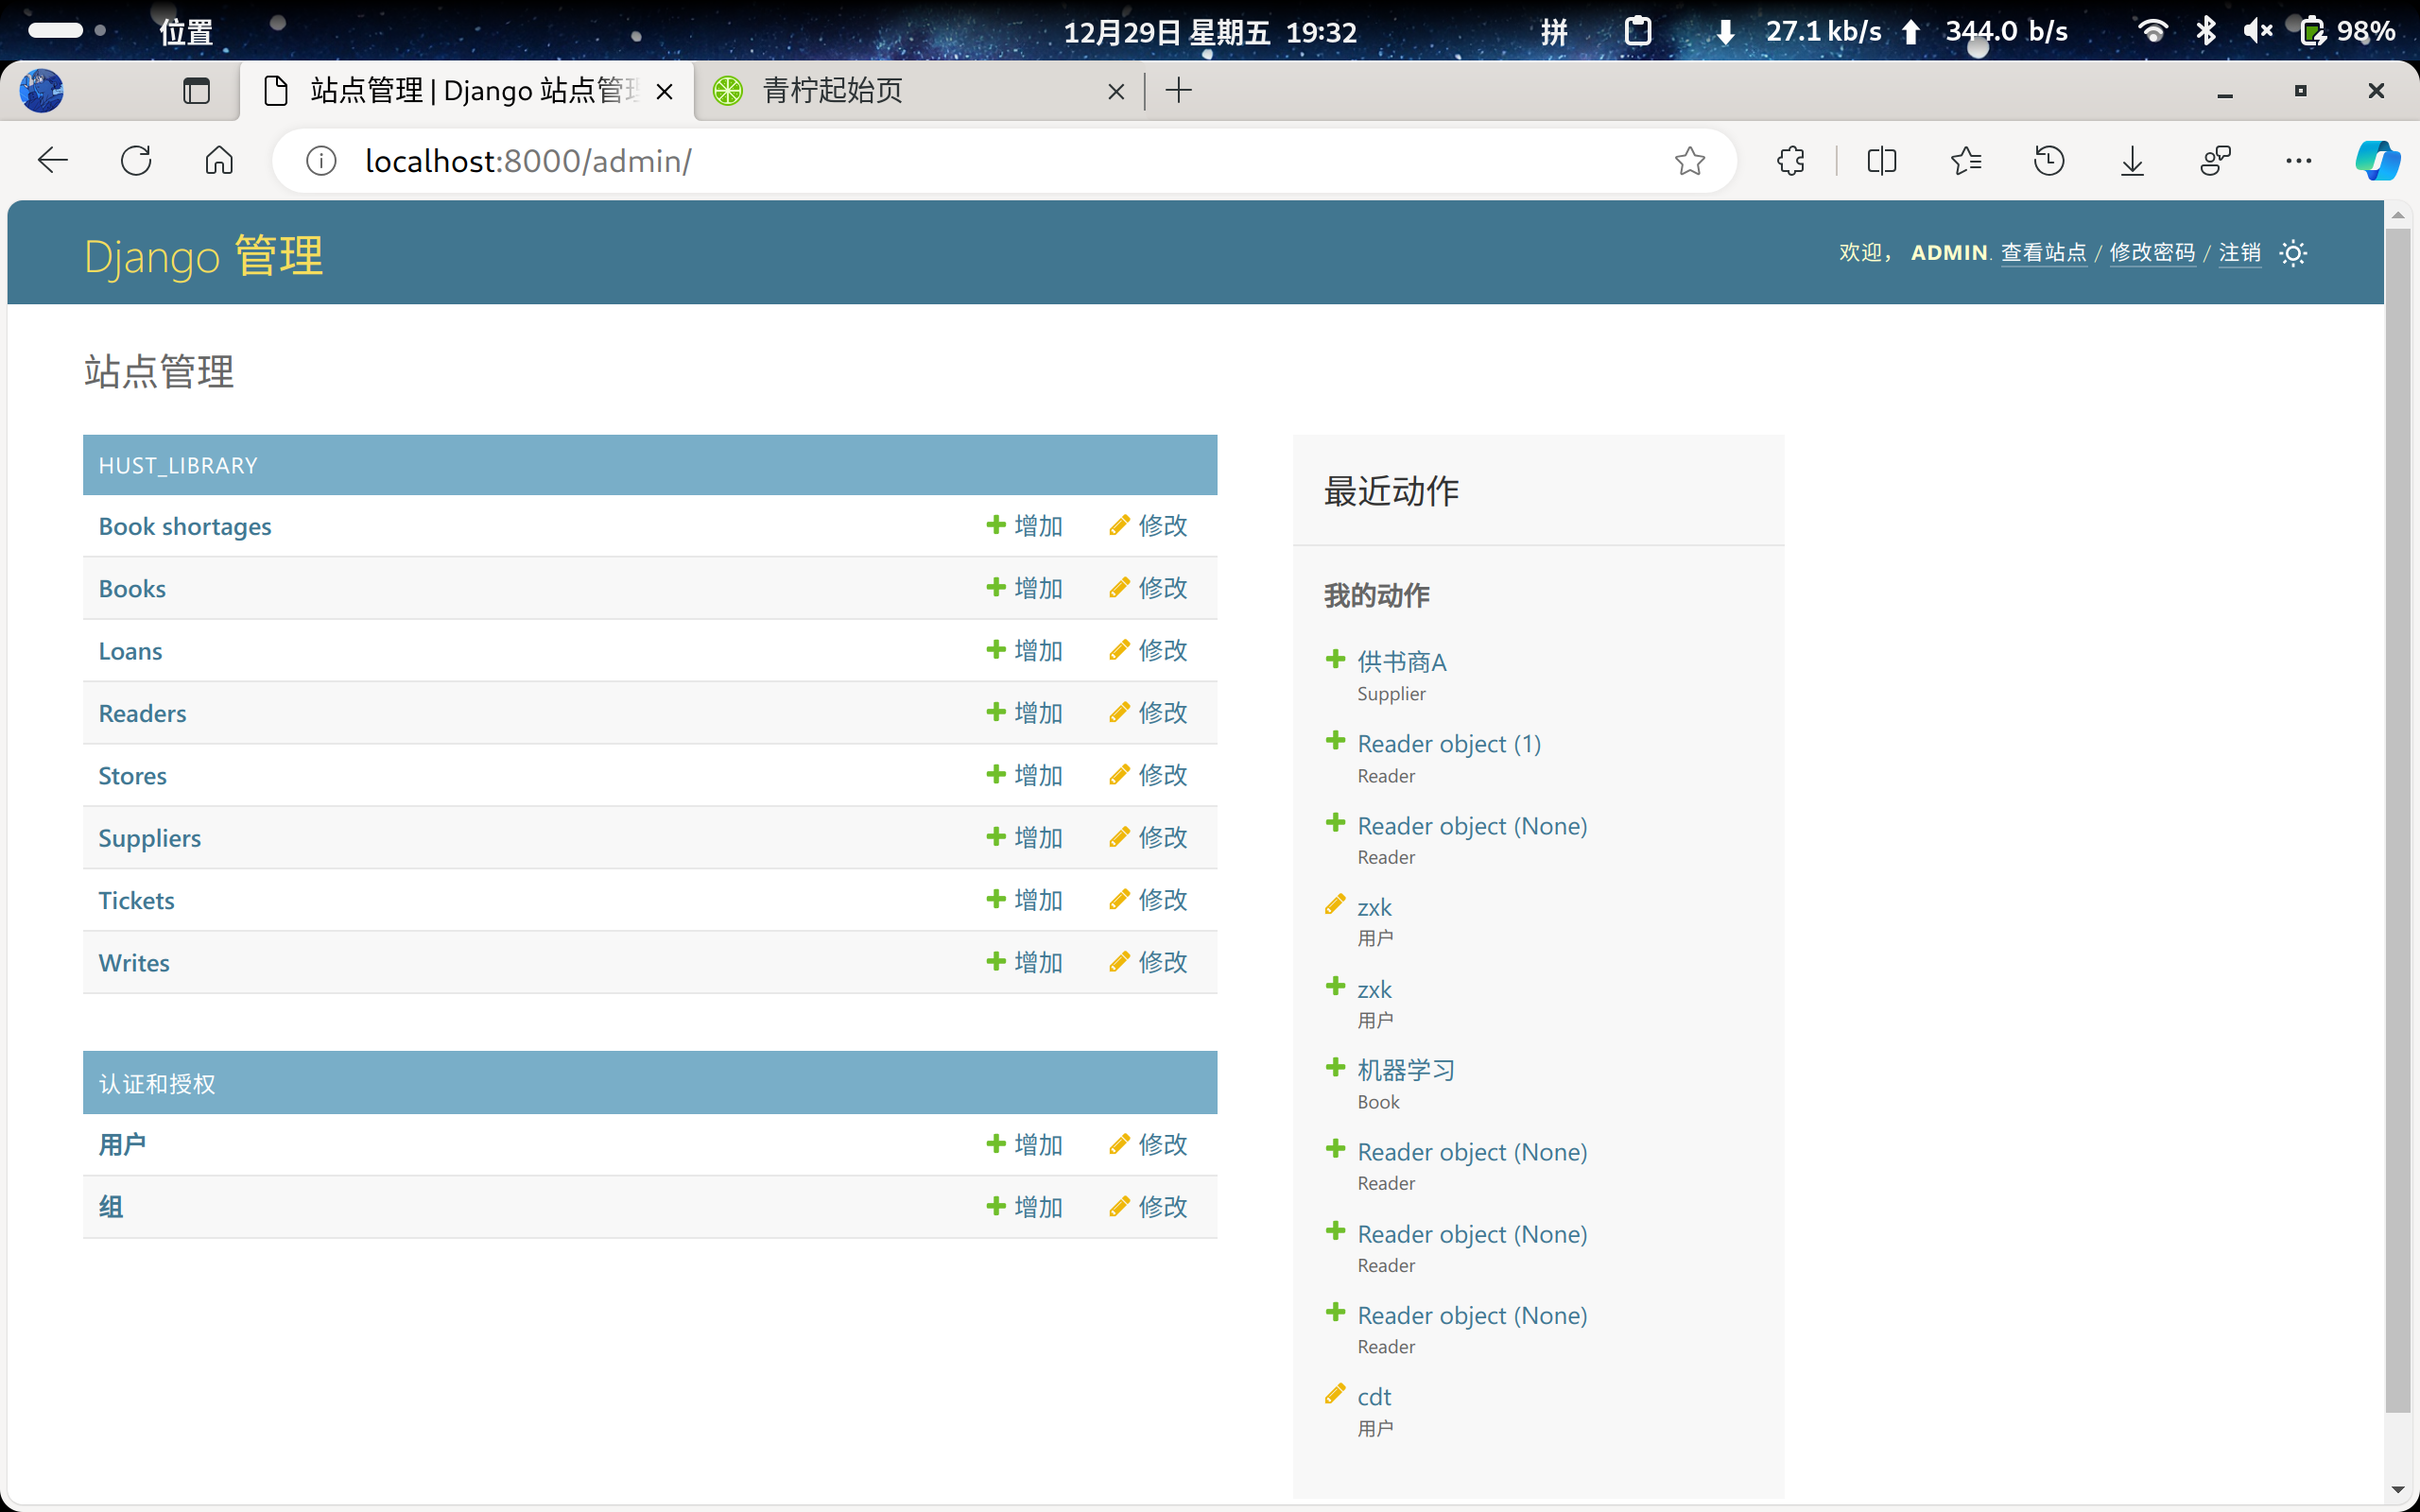 位置
12月29日 星期五 19:32
拼
27.1 kb/s
344.0 b/s
98%
站点管理 | Django 站点管理
青柠起始页
localhost:8000/admin/
Django 管理
欢迎， ADMIN. 查看站点 / 修改密码 / 注销
站点管理
HUST_LIBRARY
Book shortages 增加 修改
Books 增加 修改
Loans 增加 修改
Readers 增加 修改
Stores 增加 修改
Suppliers 增加 修改
Tickets 增加 修改
Writes 增加 修改
认证和授权
用户 增加 修改
组 增加 修改
最近动作
我的动作
供书商A
Supplier
Reader object (1)
Reader
Reader object (None)
Reader
zxk
用户
zxk
用户
机器学习
Book
Reader object (None)
Reader
Reader object (None)
Reader
Reader object (None)
Reader
cdt
用户